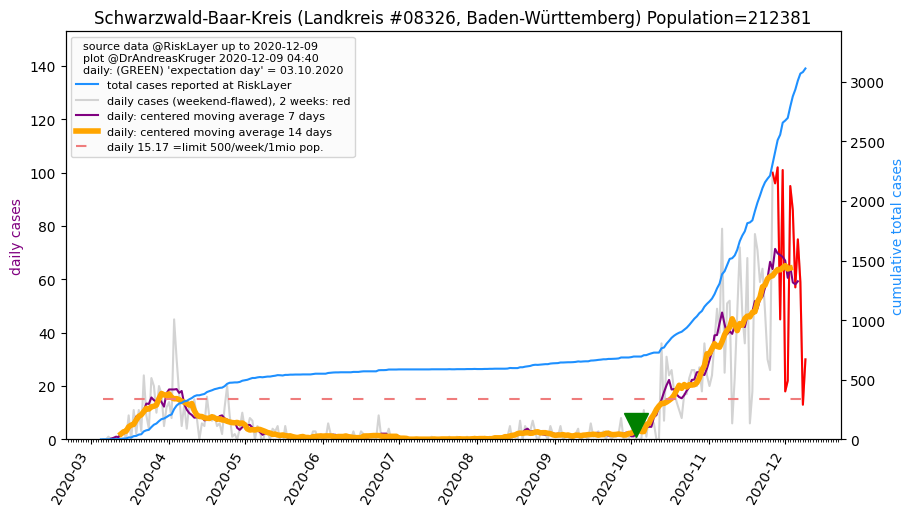 Schwarzwald-Baar-Kreis (Landkreis #08326, Baden-Württemberg) Population=212381
source data @RiskLayer up to 2020-12-09
plot @DrAndreasKruger 2020-12-09 04:40
daily: (GREEN) 'expectation day' = 03.10.2020
total cases reported at RiskLayer
daily cases (weekend-flawed), 2 weeks: red
daily: centered moving average 7 days
daily: centered moving average 14 days
daily 15.17 =limit 500/week/1mio pop.
daily cases
140
120
100
80
60
40
20
0
3000
2500
2000
1500
1000
500
0
cumulative total cases
2020-03
2020-04
2020-05
2020-06
2020-07
2020-08
2020-09
2020-10
2020-11
2020-12